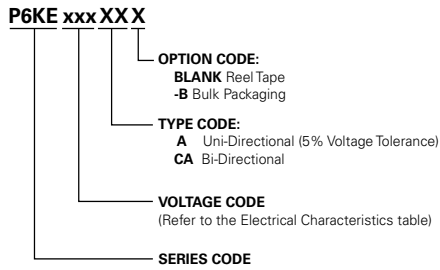 P6KE xxx XX X
OPTION CODE:
BLANK Reel Tape
-B Bulk Packaging
TYPE CODE:
A Uni-Directional (5% Voltage Tolerance)
CA Bi-Directional
VOLTAGE CODE
(Refer to the Electrical Characteristics table)
SERIES CODE